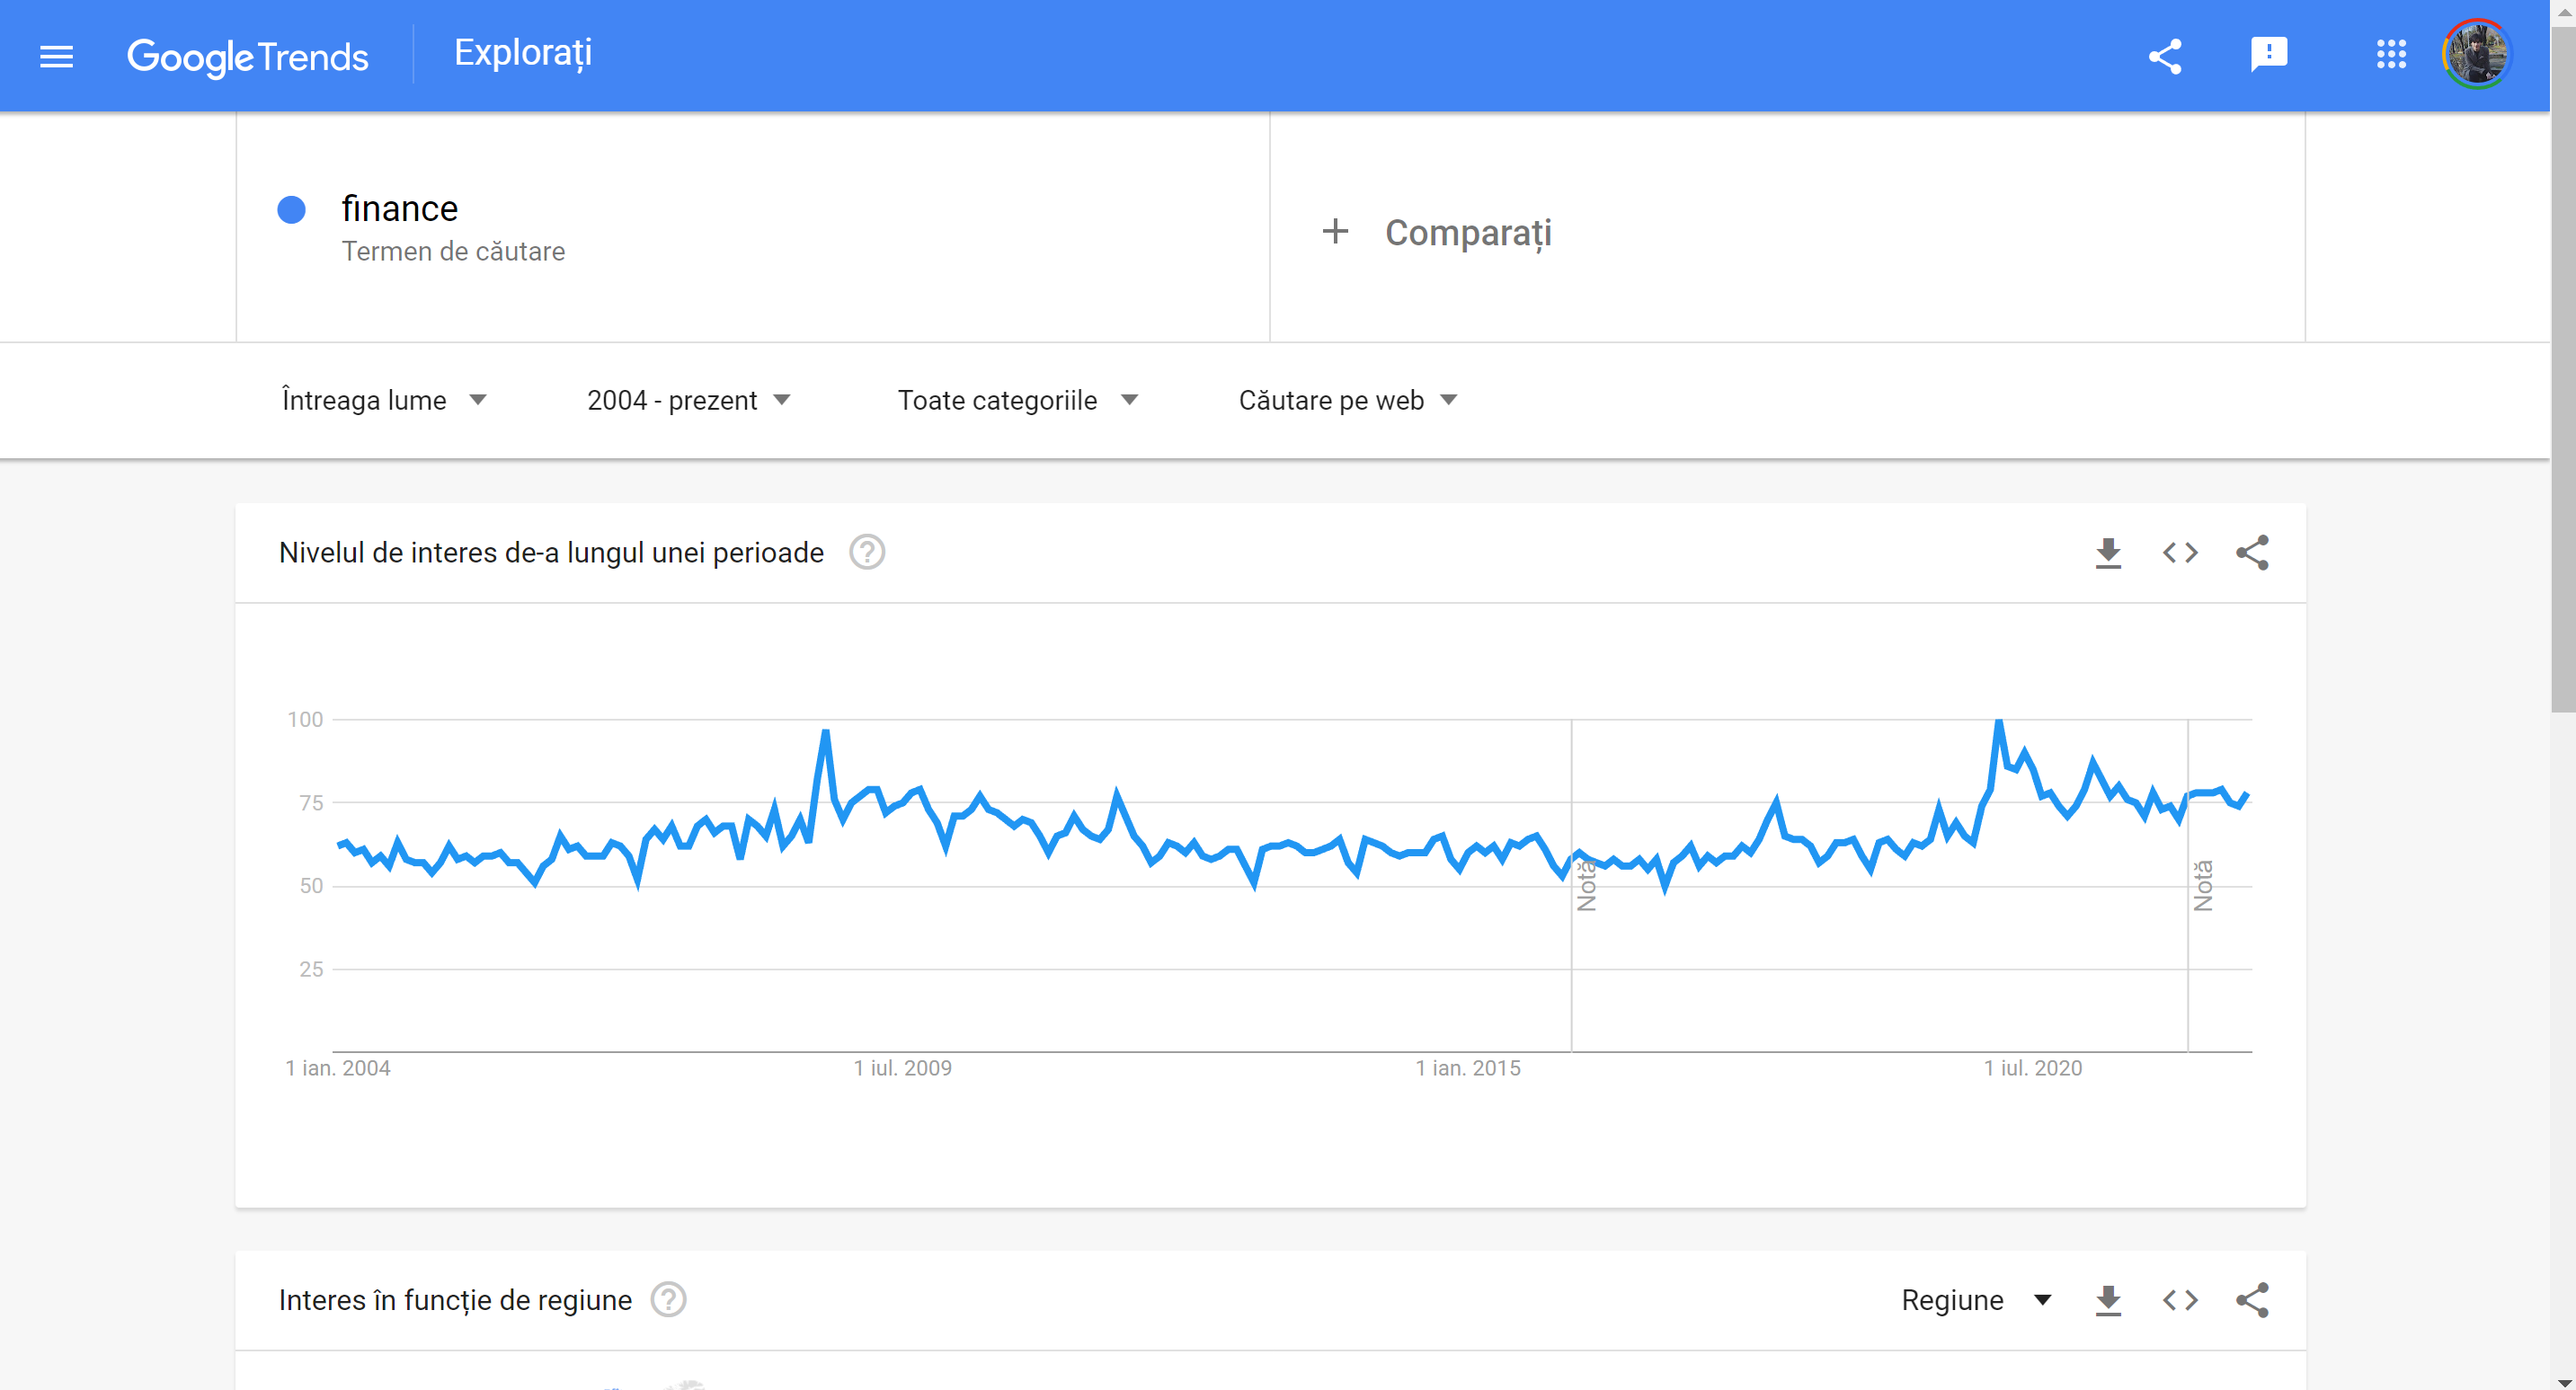 Google Trends
Explorați
finance
Termen de căutare
+ Comparați
Întreaga lume
2004 - prezent
Toate categoriile
Căutare pe web
Nivelul de interes de-a lungul unei perioade
100
75
50
25
Notă
Notă
1 ian. 2004
1 iul. 2009
1 ian. 2015
1 iul. 2020
Interes în funcție de regiune
Regiune